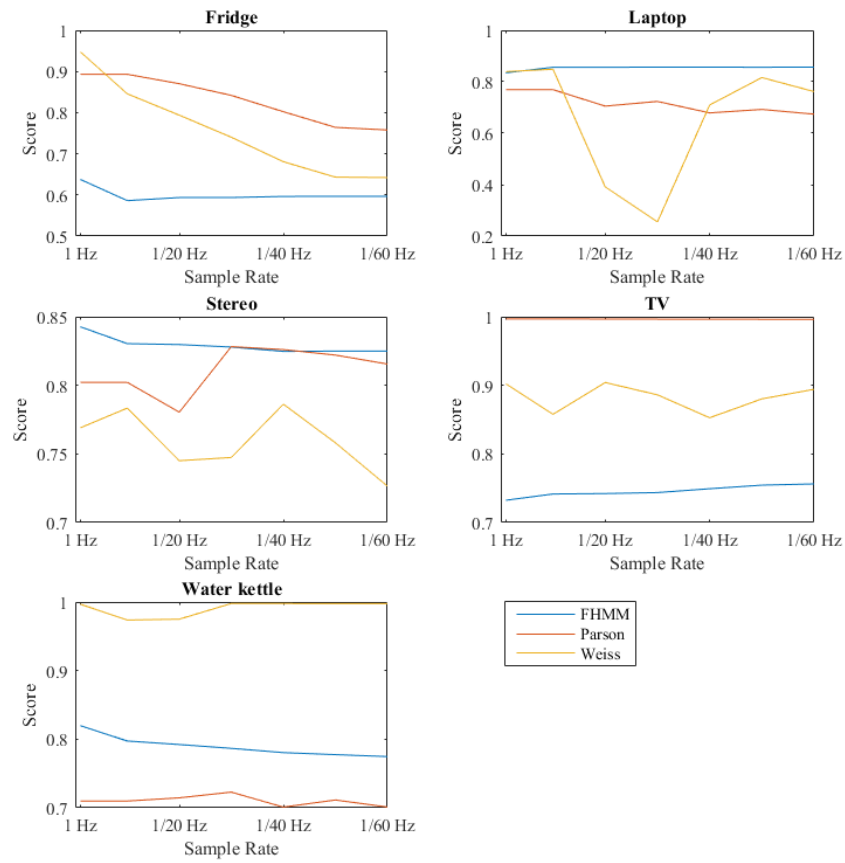 Fridge
1
0.9
0.8
0.7
0.6
0.5
Score
1 Hz 1/20 Hz 1/40 Hz 1/60 Hz
Sample Rate
Laptop
1
0.8
0.6
0.4
0.2
Score
1 Hz 1/20 Hz 1/40 Hz 1/60 Hz
Sample Rate
Stereo
0.85
0.8
0.75
0.7
Score
1 Hz 1/20 Hz 1/40 Hz 1/60 Hz
Sample Rate
TV
1
0.9
0.8
0.7
Score
1 Hz 1/20 Hz 1/40 Hz 1/60 Hz
Sample Rate
Water kettle
1
0.9
0.8
0.7
Score
1 Hz 1/20 Hz 1/40 Hz 1/60 Hz
Sample Rate
FHMM
Parson
Weiss